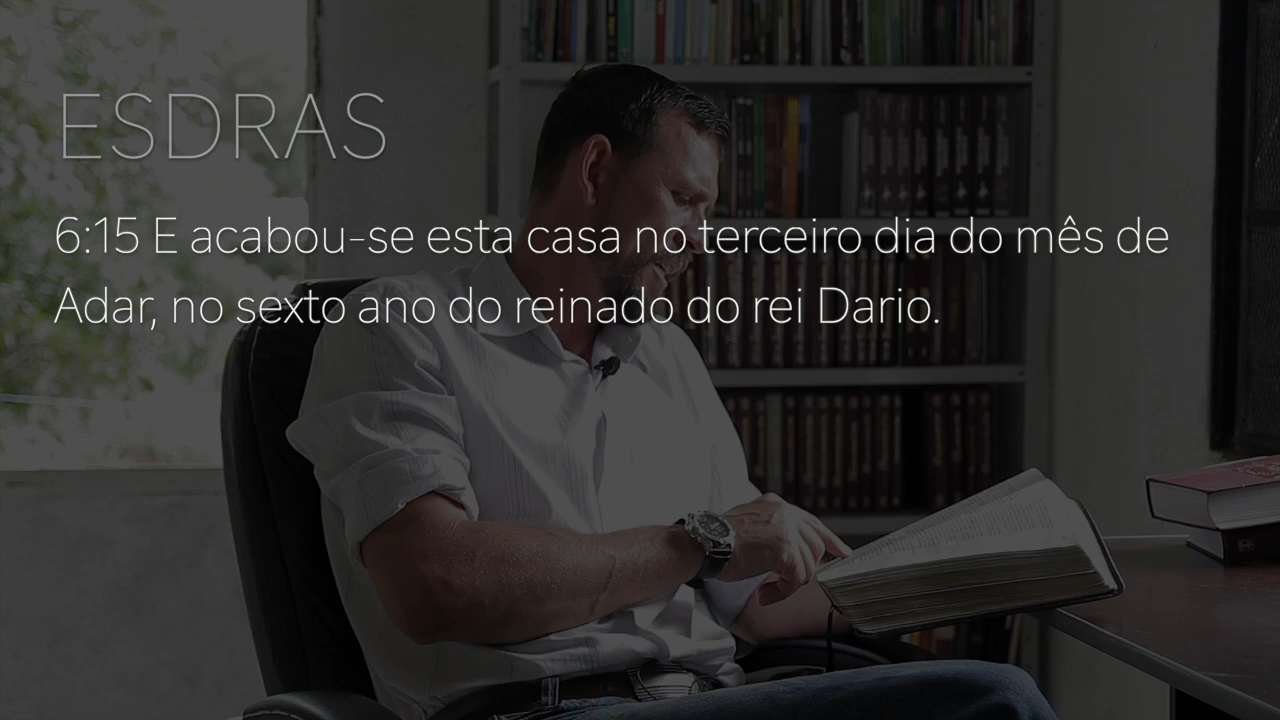 ESDRAS
6:15 E acabou-se esta casa no terceiro dia do mês de
Adar, no sexto ano do reinado do rei Dario.